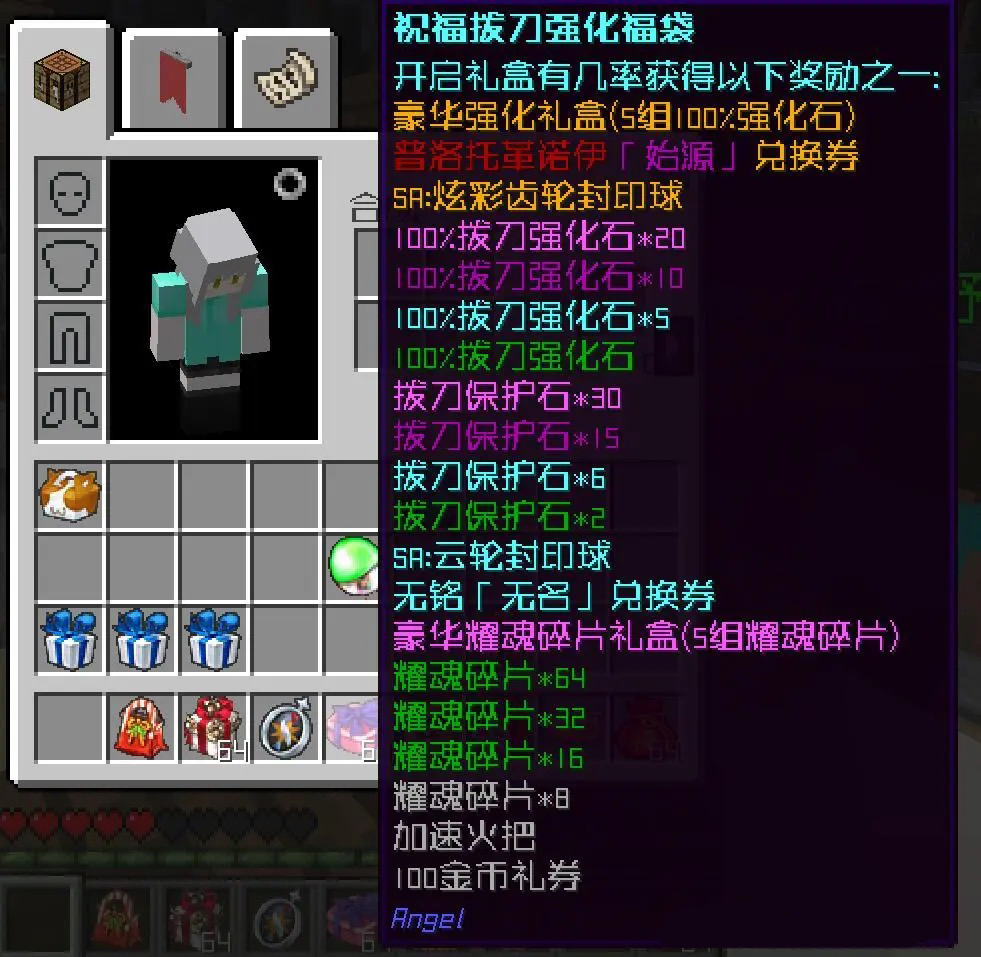 祝福拔刀强化福袋
开启礼盒有几率获得以下奖励之一:
豪华强化礼盒(5组100%强化石)
普洛托革诺伊「始源」兑换券
SA:炫彩齿轮封印球
100%拔刀强化石*20
100%拔刀强化石*10
100%拔刀强化石*5
100%拔刀强化石
拔刀保护石*30
拔刀保护石*15
拔刀保护石*6
拔刀保护石*2
SA:云轮封印球
无铭「无名」兑换券
豪华耀魂碎片礼盒(5组耀魂碎片)
耀魂碎片*64
耀魂碎片*32
耀魂碎片*16
耀魂碎片*8
加速火把
100金币礼券
Angel
64
6
64
64
6